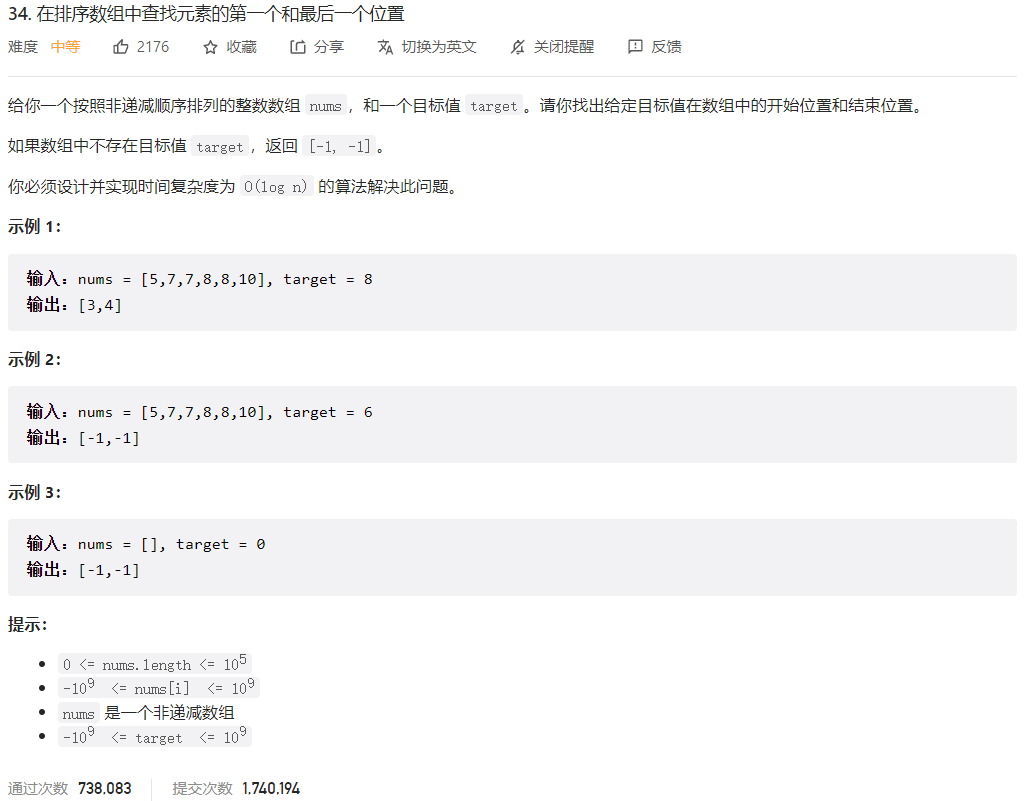 34. 在排序数组中查找元素的第一个和最后一个位置
难度 中等 2176 收藏 分享 切换为英文 关闭提醒 反馈
给你一个按照非递减顺序排列的整数数组 nums，和一个目标值 target。请你找出给定目标值在数组中的开始位置和结束位置。
如果数组中不存在目标值 target，返回 [-1, -1]。
你必须设计并实现时间复杂度为 O(log n) 的算法解决此问题。
示例 1：
输入：nums = [5,7,7,8,8,10], target = 8
输出：[3,4]
示例 2：
输入：nums = [5,7,7,8,8,10], target = 6
输出：[-1,-1]
示例 3：
输入：nums = [], target = 0
输出：[-1,-1]
提示：
0 <= nums.length <= 10⁵
-10⁹ <= nums[i] <= 10⁹
nums 是一个非递减数组
-10⁹ <= target <= 10⁹
通过次数 738,083 提交次数 1,740,194